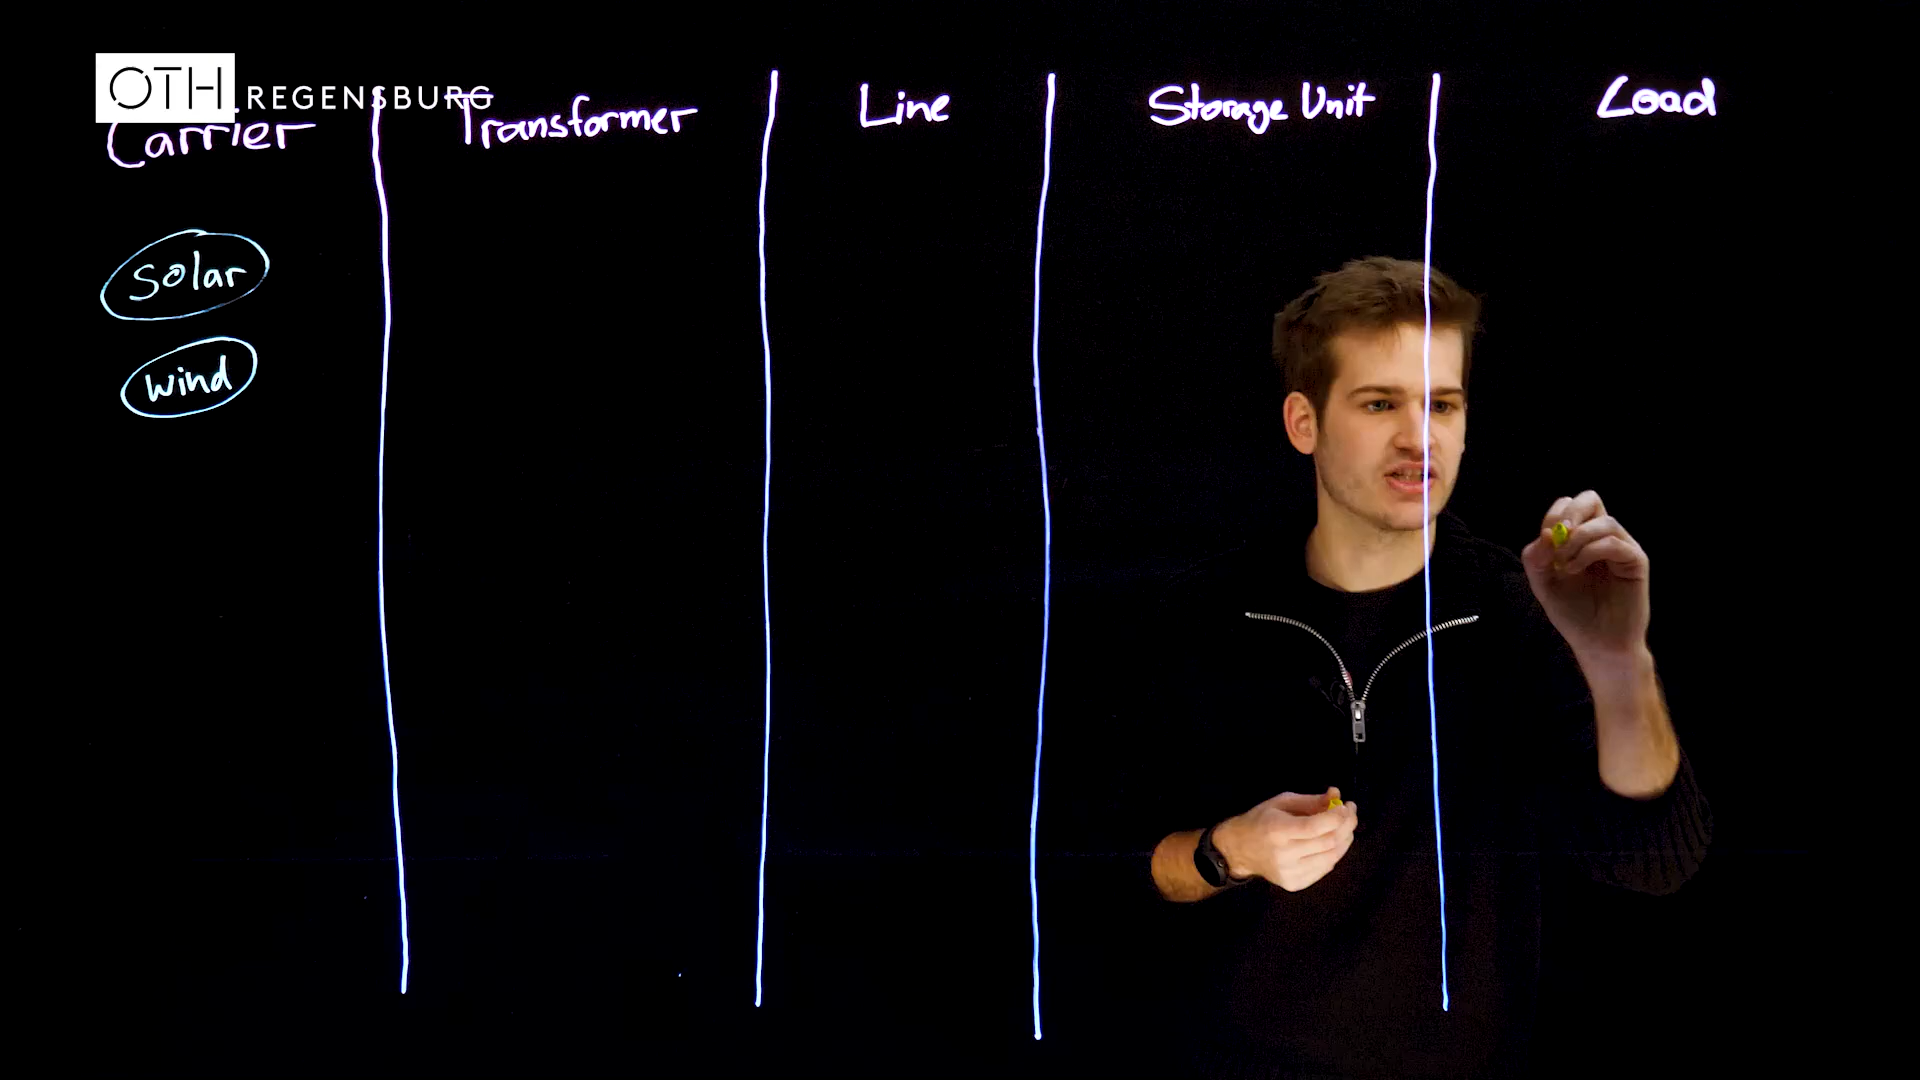 OTH REGENSBURG
Carrier
Transformer
Line
Storage Unit
Load
Solar
Wind